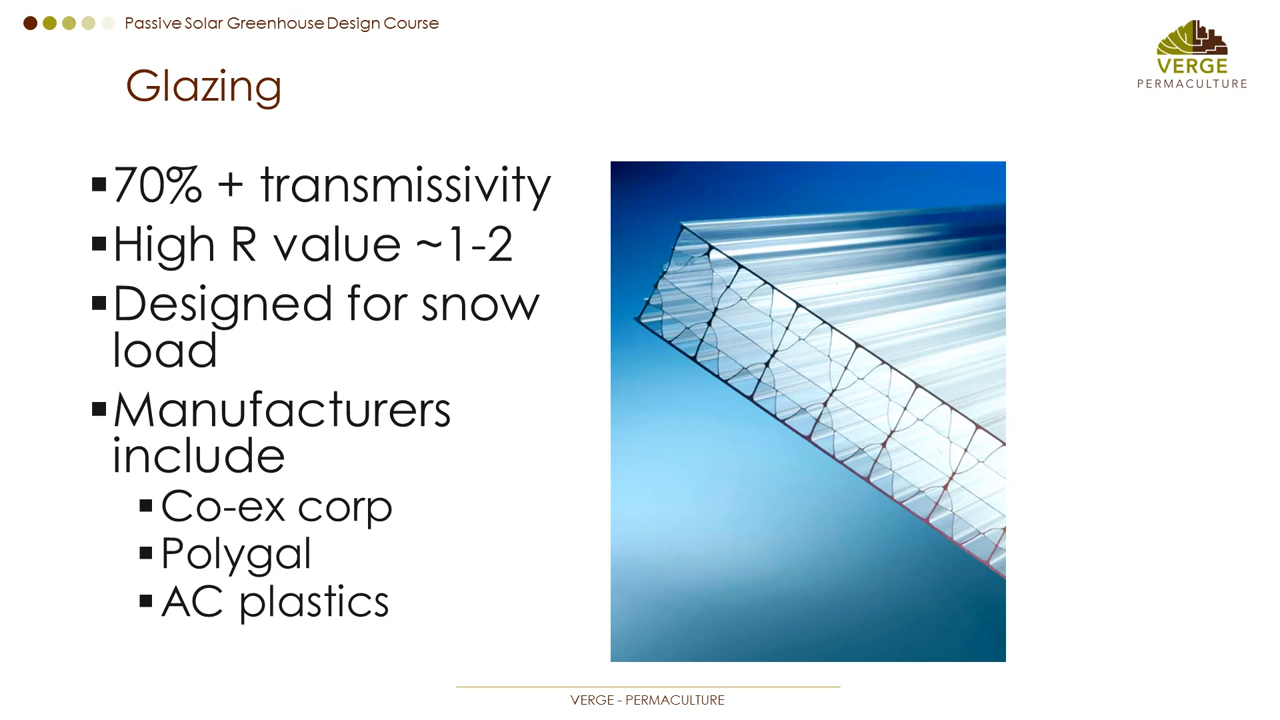 Passive Solar Greenhouse Design Course
VERGE
PERMACULTURE
Glazing
▪70% + transmissivity
▪High R value ~1-2
▪Designed for snow
load
▪Manufacturers
include
▪Co-ex corp
▪Polygal
▪AC plastics
VERGE - PERMACULTURE